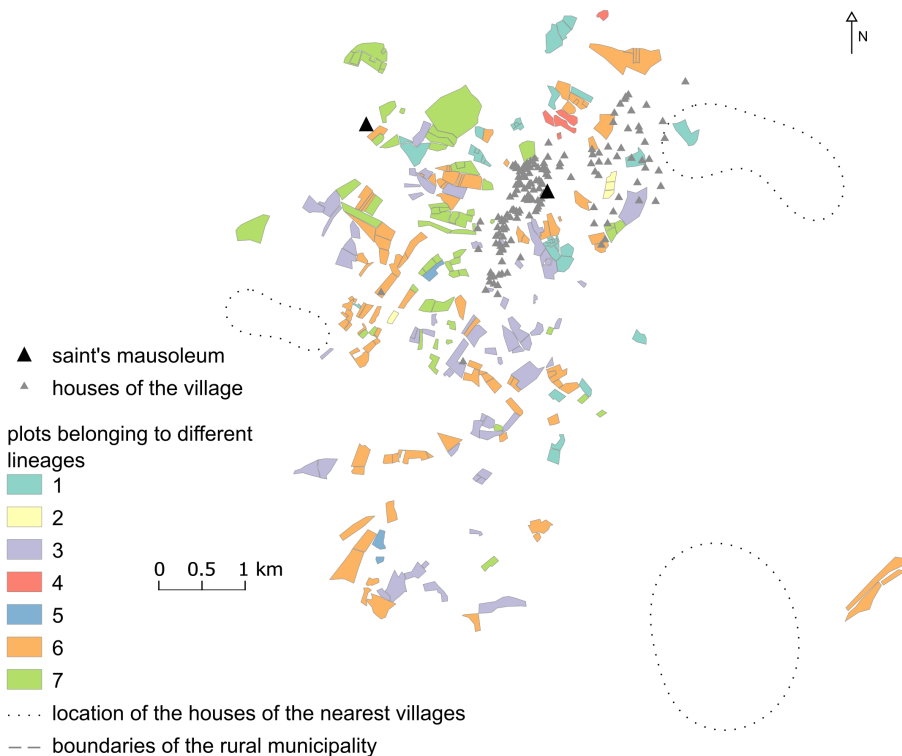 N
saint's mausoleum
houses of the village
plots belonging to different
lineages
1
2
3
4
5
6
7
0 0.5 1 km
location of the houses of the nearest villages
boundaries of the rural municipality